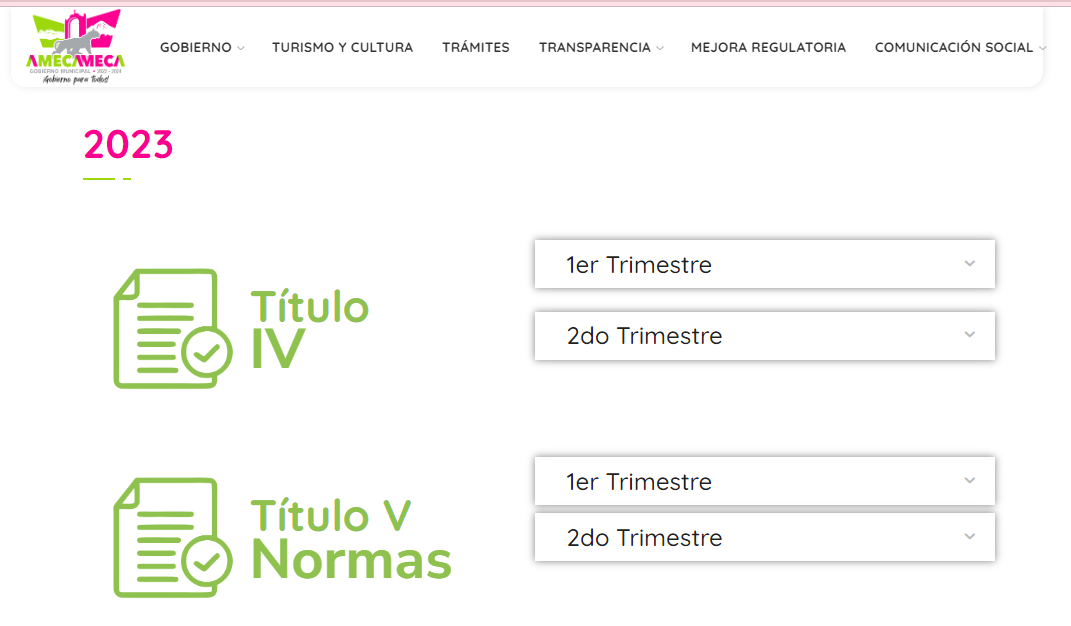 AMECAMECA
GOBIERNO MUNICIPAL • 2022 - 2024
¡Gobierno para Todos!
GOBIERNO
TURISMO Y CULTURA
TRÁMITES
TRANSPARENCIA
MEJORA REGULATORIA
COMUNICACIÓN SOCIAL
2023
Título
IV
1er Trimestre
2do Trimestre
Título V
Normas
1er Trimestre
2do Trimestre